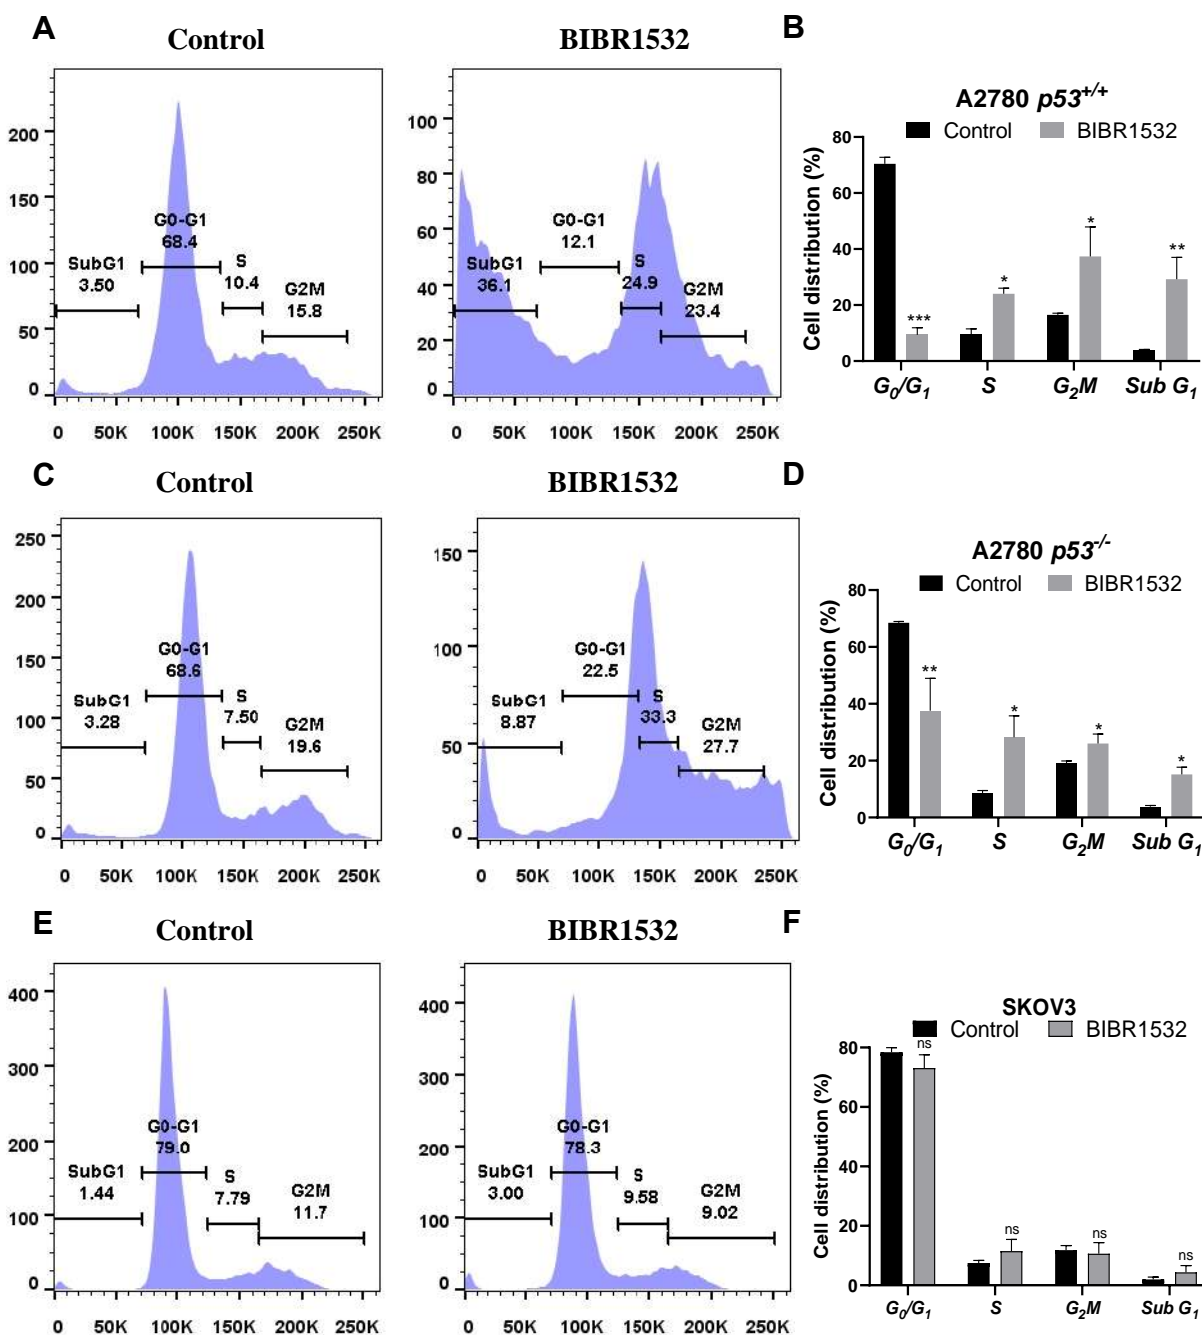 A
Control
BIBR1532
200
150
100
50
0
SubG1
3.50
G0-G1
68.4
S
10.4
G2M
15.8
0 50K 100K 150K 200K 250K
100
80
60
40
20
0
SubG1
36.1
G0-G1
12.1
S
24.9
G2M
23.4
0 50K 100K 150K 200K 250K
B
A2780 p53+/+
Control BIBR1532
Cell distribution (%)
80
60
40
20
0
***
*
*
**
G0/G1 S G2M Sub G1
C
Control
BIBR1532
250
200
150
100
50
0
SubG1
3.28
G0-G1
68.6
S
7.50
G2M
19.6
0 50K 100K 150K 200K 250K
150
100
50
0
SubG1
8.87
G0-G1
22.5
S
33.3
G2M
27.7
0 50K 100K 150K 200K 250K
D
A2780 p53-/-
Control BIBR1532
Cell distribution (%)
80
60
40
20
0
**
*
*
*
G0/G1 S G2M Sub G1
E
Control
BIBR1532
400
300
200
100
0
SubG1
1.44
G0-G1
79.0
S
7.79
G2M
11.7
0 50K 100K 150K 200K 250K
400
300
200
100
0
SubG1
3.00
G0-G1
78.3
S
9.58
G2M
9.02
0 50K 100K 150K 200K 250K
F
SKOV3
Control BIBR1532
Cell distribution (%)
80
60
40
20
0
ns
ns
ns
ns
G0/G1 S G2M Sub G1